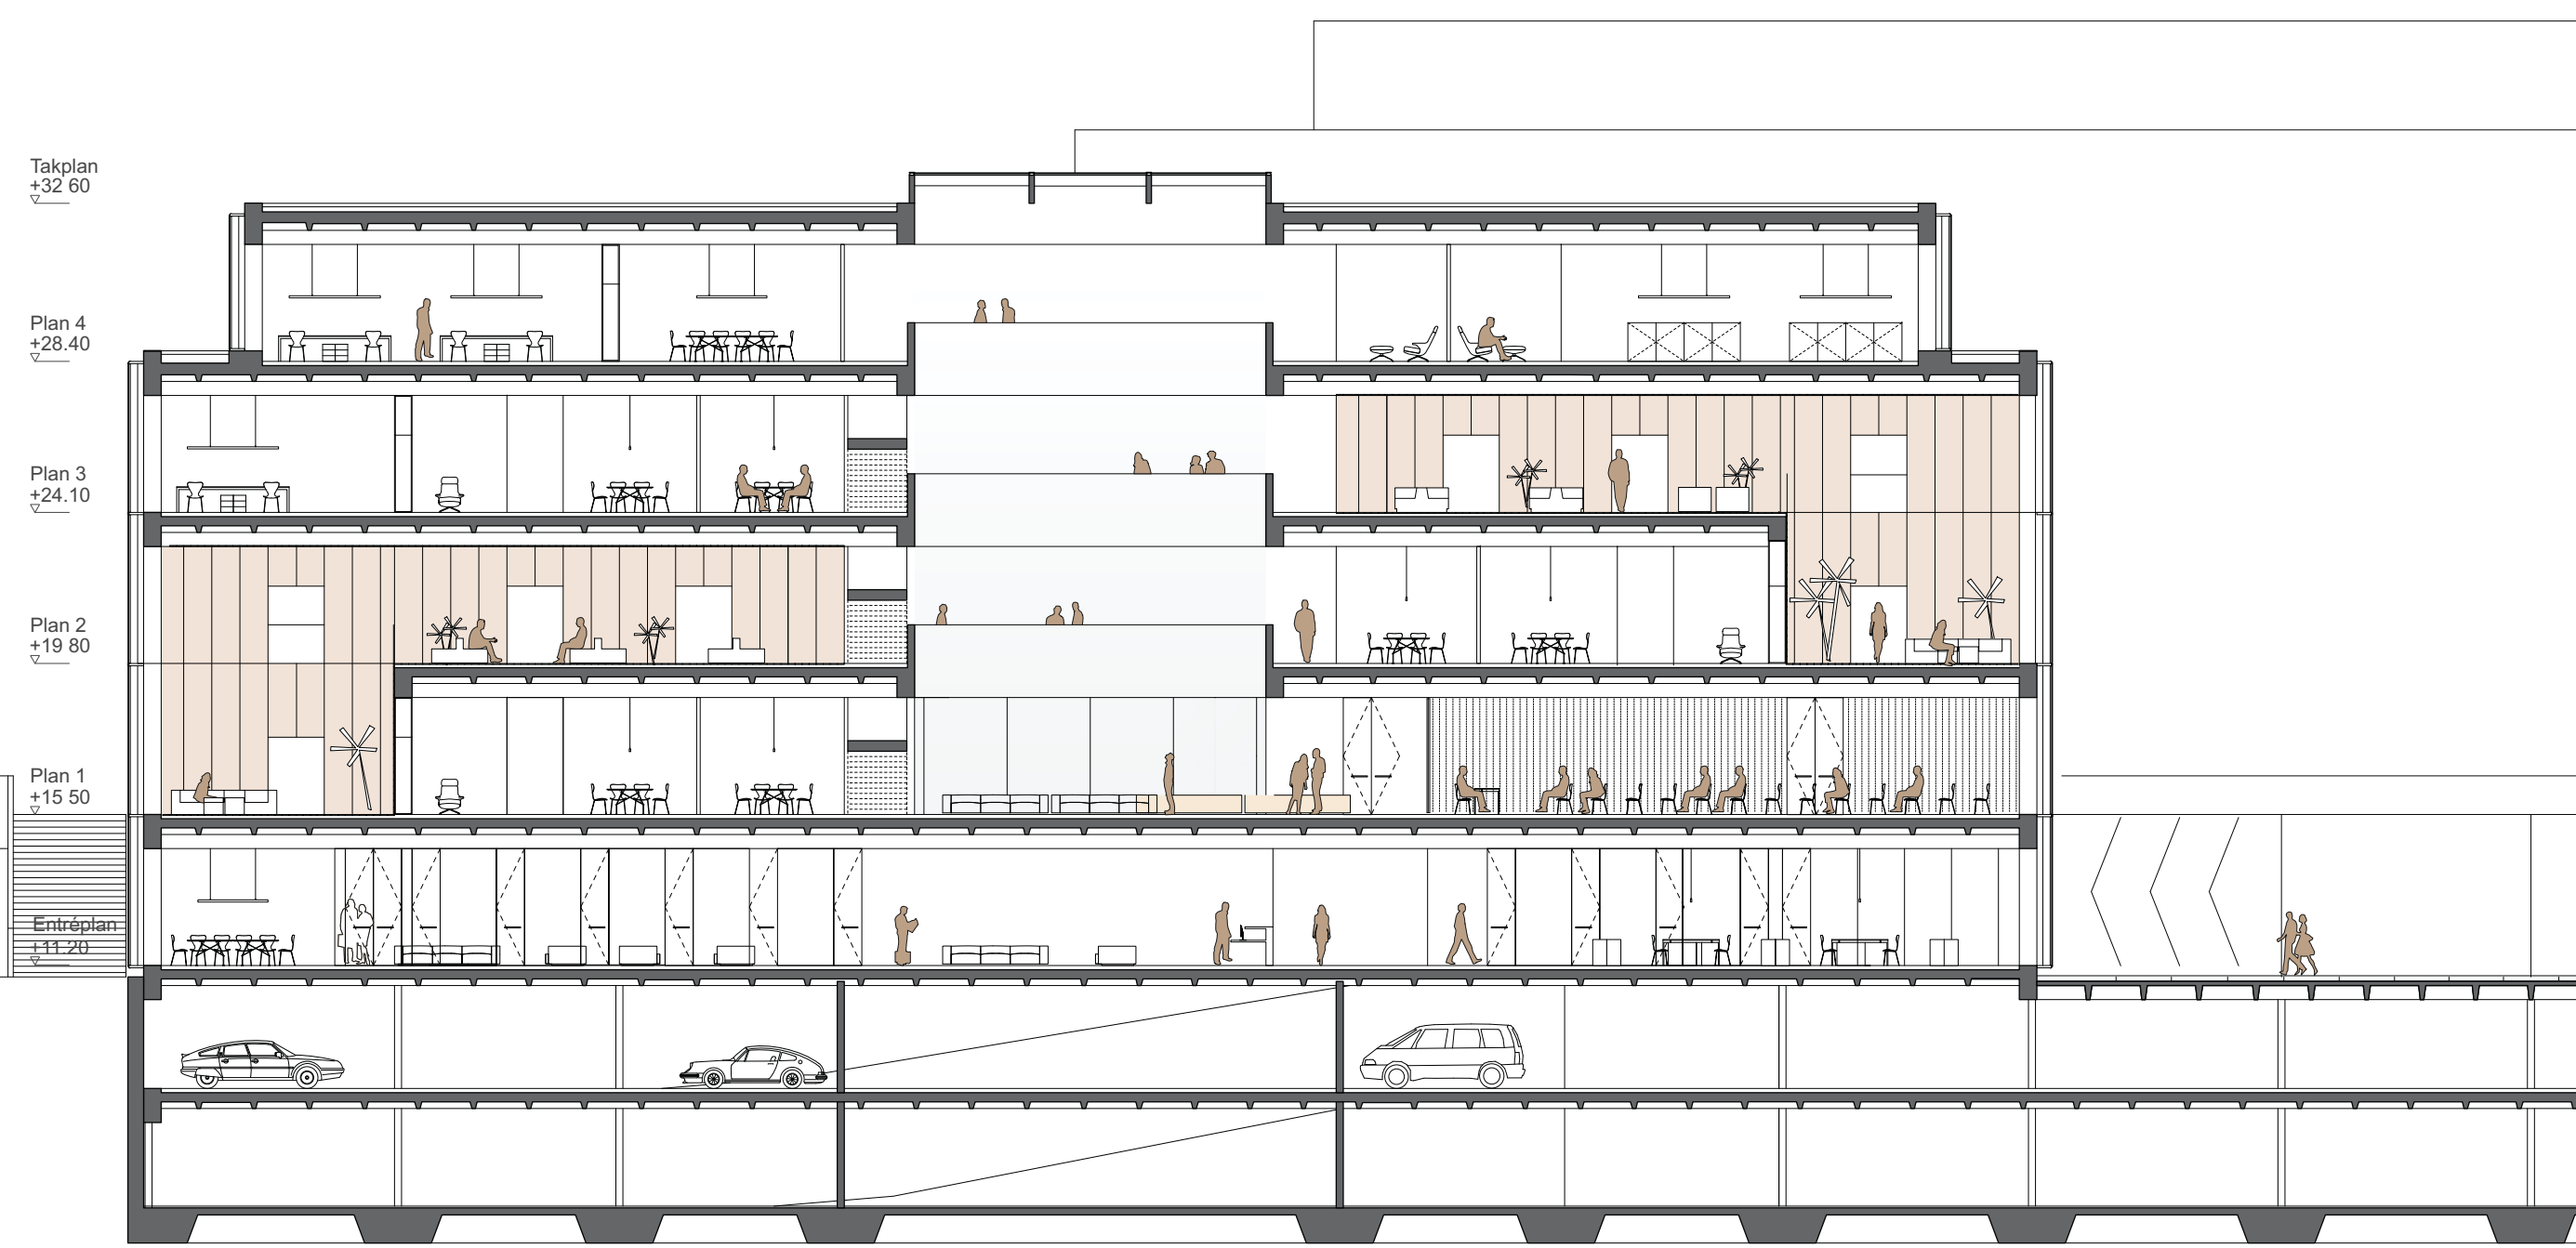 Takplan
+32 60
Plan 4
+28.40
Plan 3
+24.10
Plan 2
+19 80
Plan 1
+15 50
Entréplan
+11.20